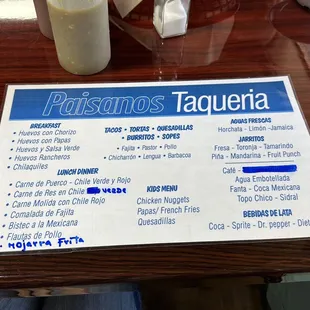 Paisanos Taqueria
BREAKFAST
• Huevos con Chorizo
• Huevos con Papas
• Huevos y Salsa Verde
• Huevos Rancheros
• Chilaquiles
LUNCH DINNER
• Carne de Puerco - Chile Verde y Rojo
• Carne de Res en Chile VERDE
• Carne Molida con Chile Rojo
• Comalada de Fajita
• Bistec a la Mexicana
• Flautas de Pollo
• MOJARRA FRITA
TACOS • TORTAS • QUESADILLAS
BURRITOS • SOPES
• Fajita • Pastor • Pollo
• Chicharrón • Lengua • Barbacoa
KIDS MENU
Chicken Nuggets
Papas/ French Fries
Quesadillas
AGUAS FRESCAS
Horchata - Limón -Jamaica
JARRITOS
Fresa - Toronja - Tamarindo
Piña - Mandarina - Fruit Punch
Café -
Agua Embotellada
Fanta - Coca Mexicana
Topo Chico - Sidral
BEBIDAS DE LATA
Coca - Sprite - Dr. pepper - Diet